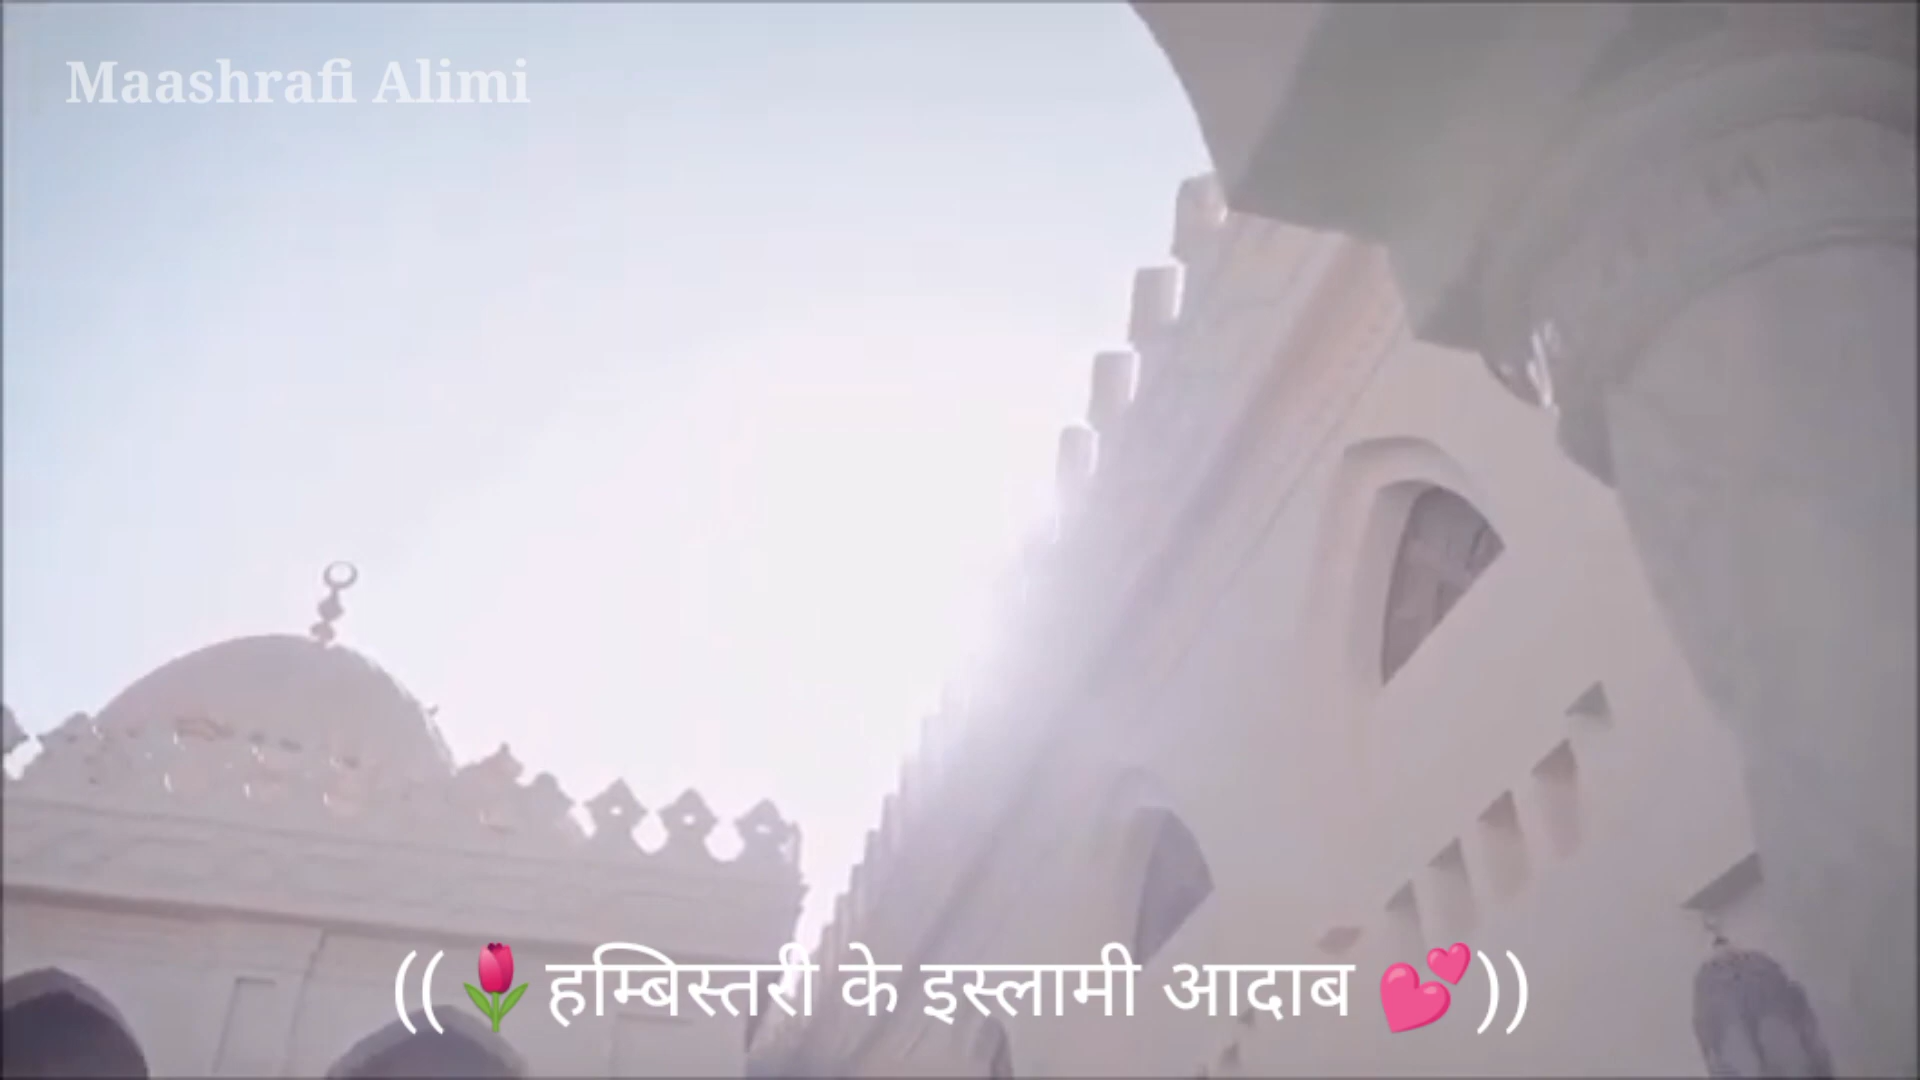 Maashrafi Alimi
((🌷हम्बिस्तरी के इस्लामी आदाब 💕))